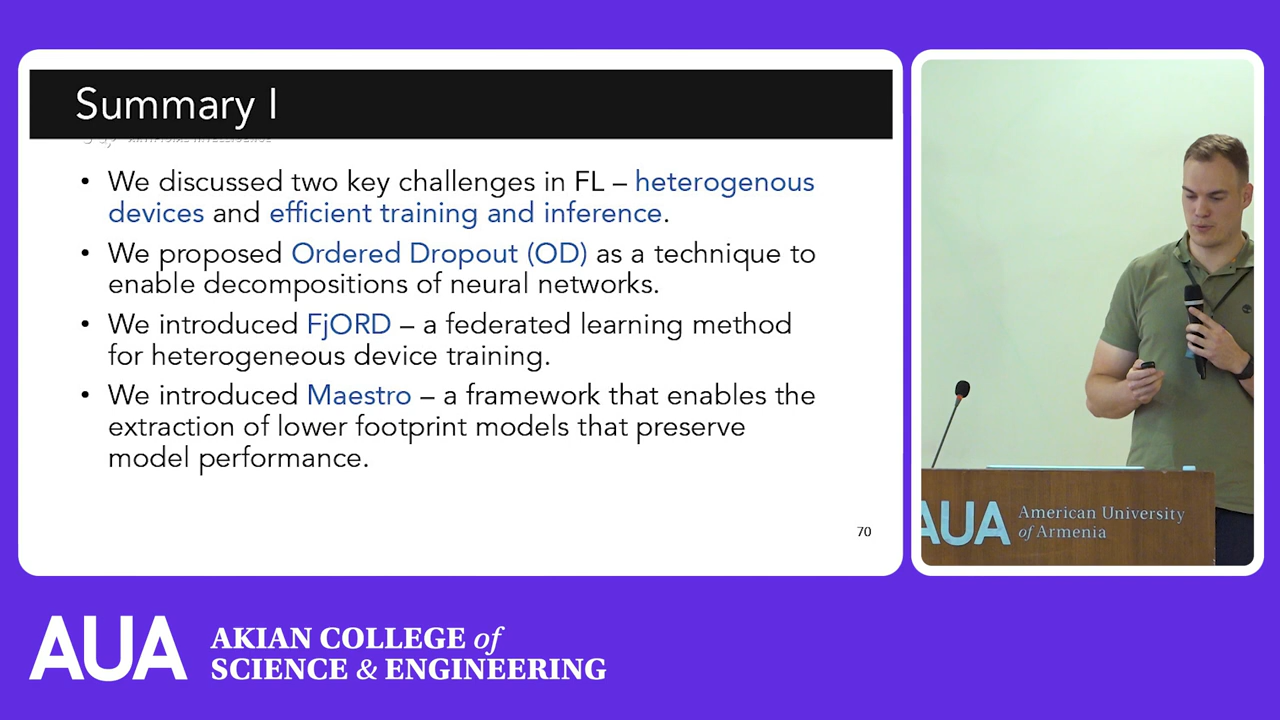 Summary I
• We discussed two key challenges in FL – heterogenous
devices and efficient training and inference.
• We proposed Ordered Dropout (OD) as a technique to
enable decompositions of neural networks.
• We introduced FjORD – a federated learning method
for heterogeneous device training.
• We introduced Maestro – a framework that enables the
extraction of lower footprint models that preserve
model performance.
70
AUA American University
of Armenia
AUA AKIAN COLLEGE of
SCIENCE & ENGINEERING